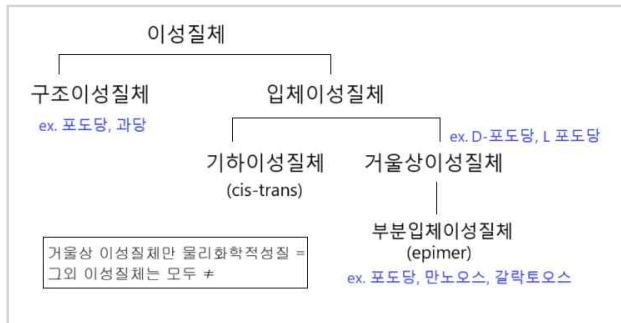 이성질체
구조이성질체
입체이성질체
ex. 포도당, 과당
ex. D-포도당, L 포도당
기하이성질체
거울상이성질체
(cis-trans)
부분입체이성질체
(epimer)
거울상 이성질체만 물리화학적성질 =
그외 이성질체는 모두 ≠
ex. 포도당, 만노오스, 갈락토오스